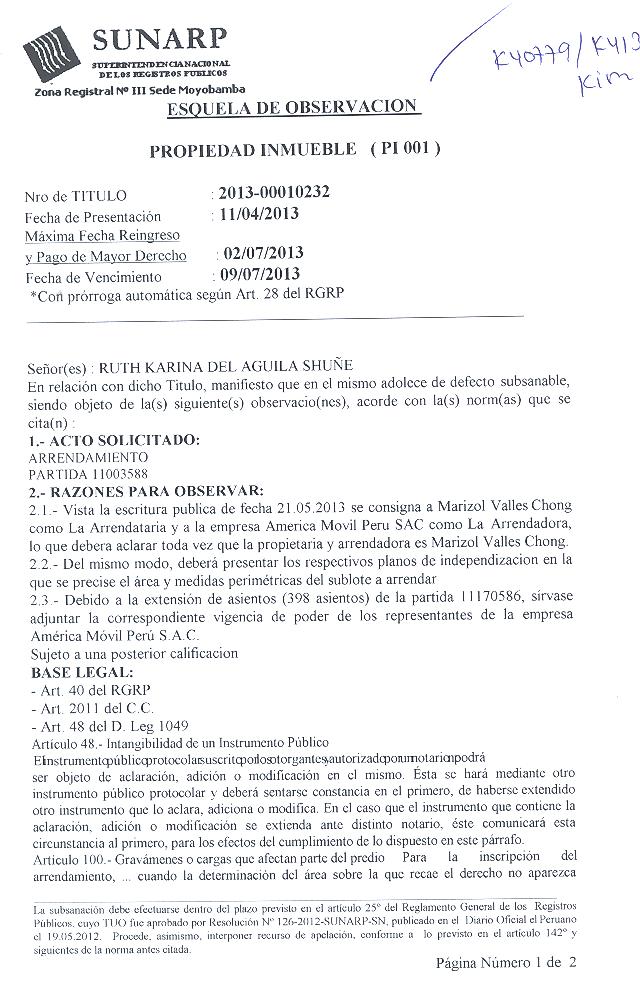 SUNARP
SUPERINTENDENCIA NACIONAL
DE LOS REGISTROS PUBLICOS
Zona Registral Nº III Sede Moyobamba
K40779/K413
Kim
ESQUELA DE OBSERVACION
PROPIEDAD INMUEBLE ( PI 001 )
Nro de TITULO : 2013-00010232
Fecha de Presentación : 11/04/2013
Máxima Fecha Reingreso
y Pago de Mayor Derecho : 02/07/2013
Fecha de Vencimiento : 09/07/2013
*Con prórroga automática según Art. 28 del RGRP
Señor(es) : RUTH KARINA DEL AGUILA SHUÑE
En relación con dicho Titulo, manifiesto que en el mismo adolece de defecto subsanable,
siendo objeto de la(s) siguiente(s) observacio(nes), acorde con la(s) norm(as) que se
cita(n) :
1.- ACTO SOLICITADO:
ARRENDAMIENTO
PARTIDA 11003588
2.- RAZONES PARA OBSERVAR:
2.1.- Vista la escritura publica de fecha 21.05.2013 se consigna a Marizol Valles Chong
como La Arrendataria y a la empresa America Movil Peru SAC como La Arrendadora,
lo que debera aclarar toda vez que la propietaria y arrendadora es Marizol Valles Chong.
2.2.- Del mismo modo, deberá presentar los respectivos planos de independizacion en la
que se precise el área y medidas perimétricas del sublote a arrendar
2.3.- Debido a la extensión de asientos (398 asientos) de la partida 11170586, sírvase
adjuntar la correspondiente vigencia de poder de los representantes de la empresa
América Móvil Perú S.A.C.
Sujeto a una posterior calificacion
BASE LEGAL:
- Art. 40 del RGRP
- Art. 2011 del C.C.
- Art. 48 del D. Leg 1049
Artículo 48.- Intangibilidad de un Instrumento Público
El instrumento público protocolar suscrito por los otorgantes y autorizado por un notario no podrá
ser objeto de aclaración, adición o modificación en el mismo. Ésta se hará mediante otro
instrumento público protocolar y deberá sentarse constancia en el primero, de haberse extendido
otro instrumento que lo aclara, adiciona o modifica. En el caso que el instrumento que contiene la
aclaración, adición o modificación se extienda ante distinto notario, éste comunicará esta
circunstancia al primero, para los efectos del cumplimiento de lo dispuesto en este párrafo.
Artículo 100.- Gravámenes o cargas que afectan parte del predio Para la inscripción del
arrendamiento, ... cuando la determinación del área sobre la que recae el derecho no aparezca
La subsanación debe efectuarse dentro del plazo previsto en el artículo 25º del Reglamento General de los Registros
Públicos, cuyo TUO fue aprobado por Resolución Nº 126-2012-SUNARP-SN, publicado en el Diario Oficial el Peruano
el 19.05.2012. Procede, asimismo, interponer recurso de apelación, conforme a lo previsto en el artículo 142º y
siguientes de la norma antes citada.
Página Número 1 de 2